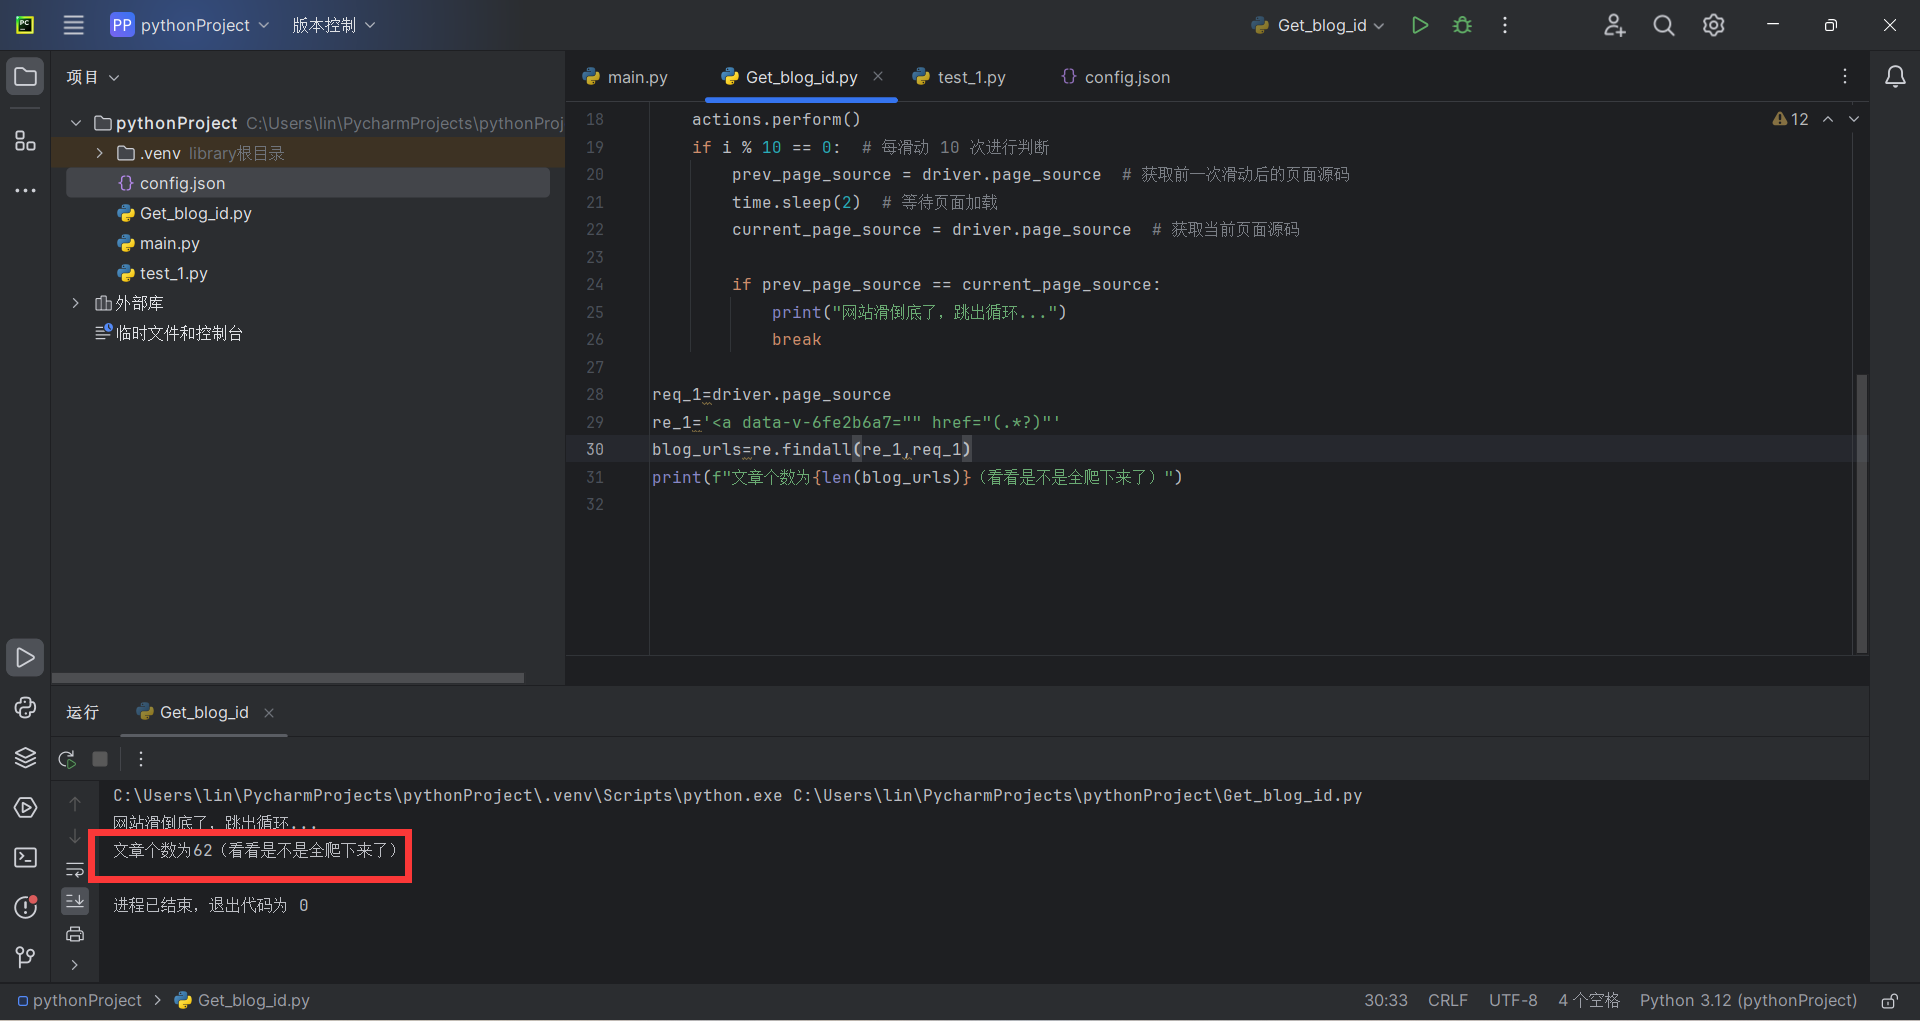 PC
PP pythonProject 版本控制 Get_blog_id
项目
main.py Get_blog_id.py test_1.py {} config.json
pythonProject C:\Users\lin\PycharmProjects\pythonProj
.venv library根目录
{} config.json
Get_blog_id.py
main.py
test_1.py
外部库
临时文件和控制台
12
18 actions.perform()
19 if i % 10 == 0:  # 每滑动 10 次进行判断
20 prev_page_source = driver.page_source  # 获取前一次滑动后的页面源码
21 time.sleep(2)  # 等待页面加载
22 current_page_source = driver.page_source  # 获取当前页面源码
23
24 if prev_page_source == current_page_source:
25 print("网站滑倒底了，跳出循环...")
26 break
27
28 req_1=driver.page_source
29 re_1='<a data-v-6fe2b6a7="" href="(.*?)"'
30 blog_urls=re.findall(re_1,req_1)
31 print(f"文章个数为{len(blog_urls)}（看看是不是全爬下来了）")
32
运行 Get_blog_id
C:\Users\lin\PycharmProjects\pythonProject\.venv\Scripts\python.exe C:\Users\lin\PycharmProjects\pythonProject\Get_blog_id.py
网站滑倒底了，跳出循环...
文章个数为62（看看是不是全爬下来了）
进程已结束，退出代码为 0
pythonProject > Get_blog_id.py 30:33 CRLF UTF-8 4 个空格 Python 3.12 (pythonProject)